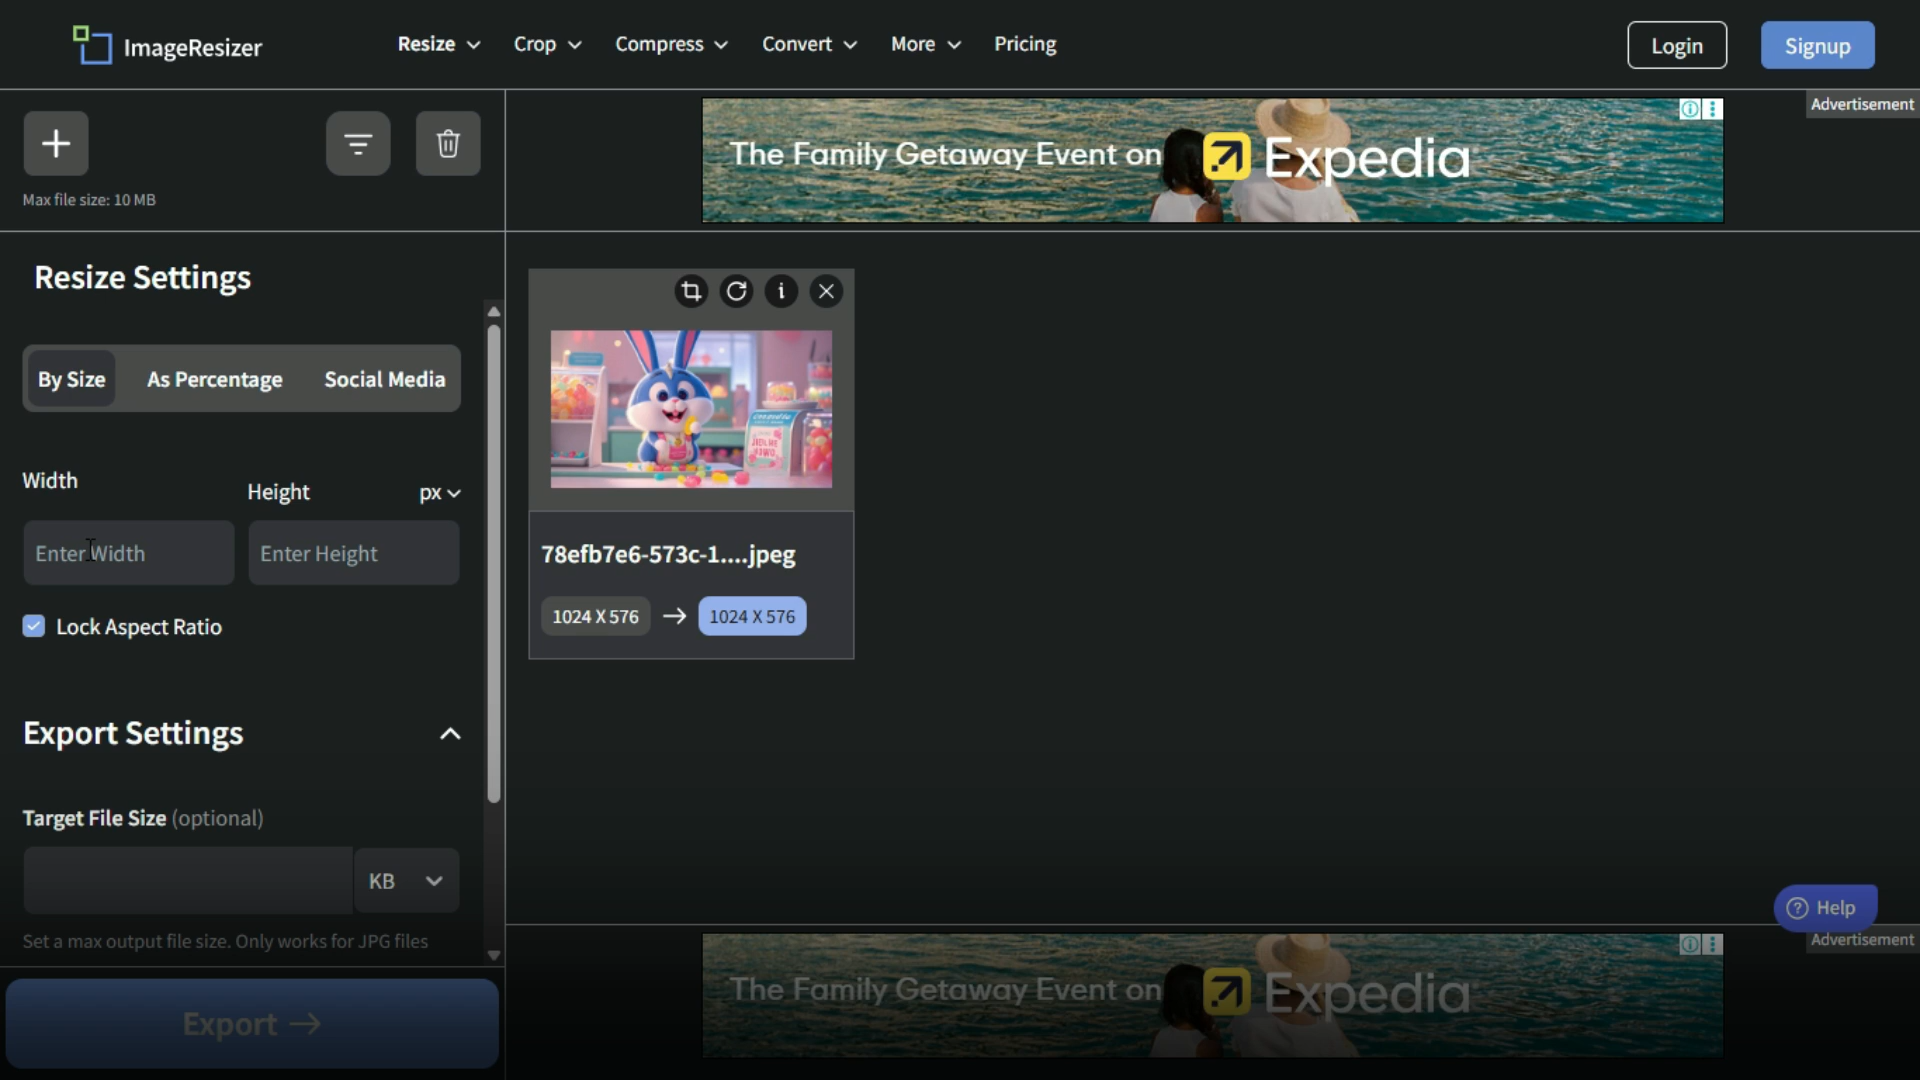 ImageResizer
Resize
Crop
Compress
Convert
More
Pricing
Login
Signup
Max file size: 10 MB
The Family Getaway Event on Expedia
Advertisement
Resize Settings
By Size
As Percentage
Social Media
Width
Height
px
Enter Width
Enter Height
Lock Aspect Ratio
78efb7e6-573c-1....jpeg
1024 X 576
1024 X 576
Export Settings
Target File Size (optional)
KB
Set a max output file size. Only works for JPG files
Export
Help
Advertisement
The Family Getaway Event on Expedia